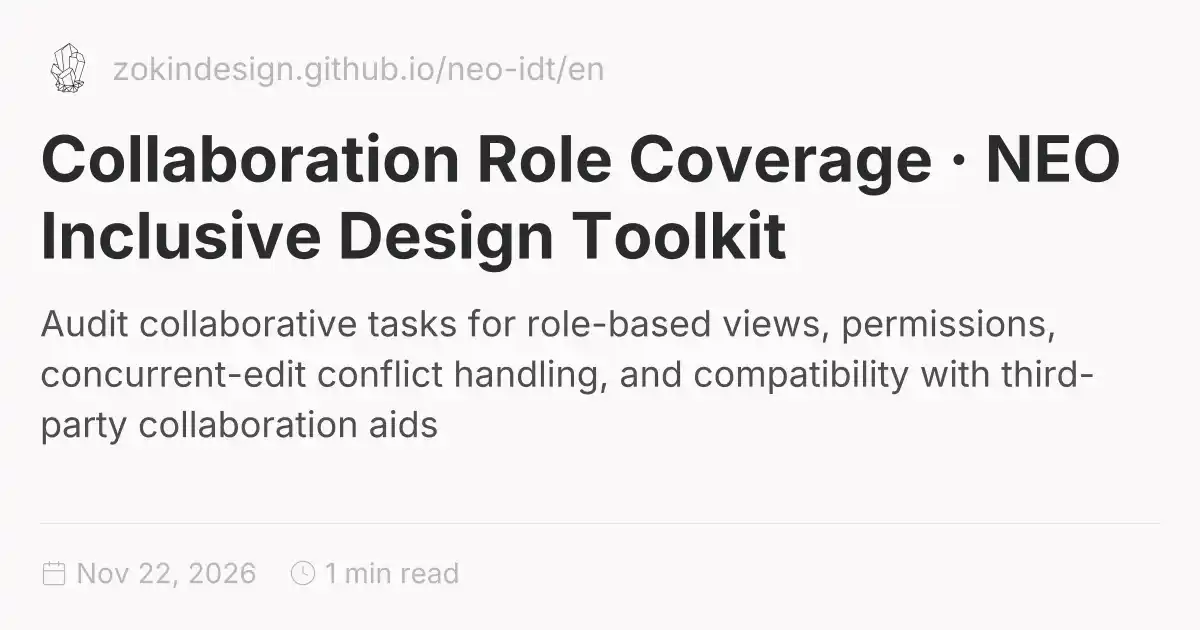 zokindesign.github.io/neo-idt/en
Collaboration Role Coverage · NEO
Inclusive Design Toolkit
Audit collaborative tasks for role-based views, permissions,
concurrent-edit conflict handling, and compatibility with third-
party collaboration aids
Nov 22, 2026 1 min read